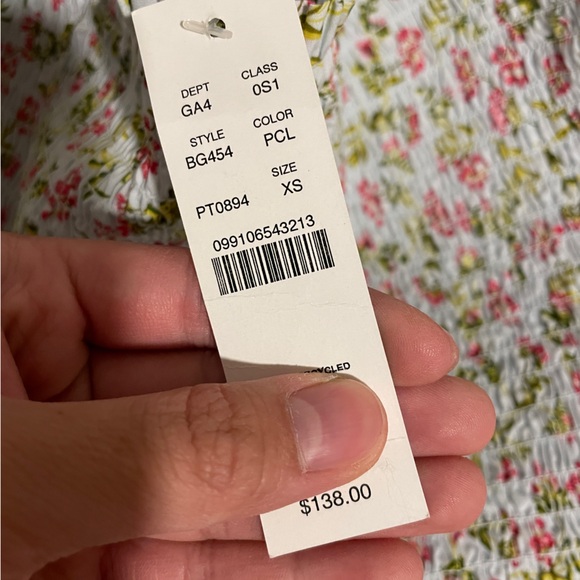 DEPT CLASS
GA4 0S1
STYLE COLOR
BG454 PCL
SIZE
PT0894 XS
099106543213
$138.00